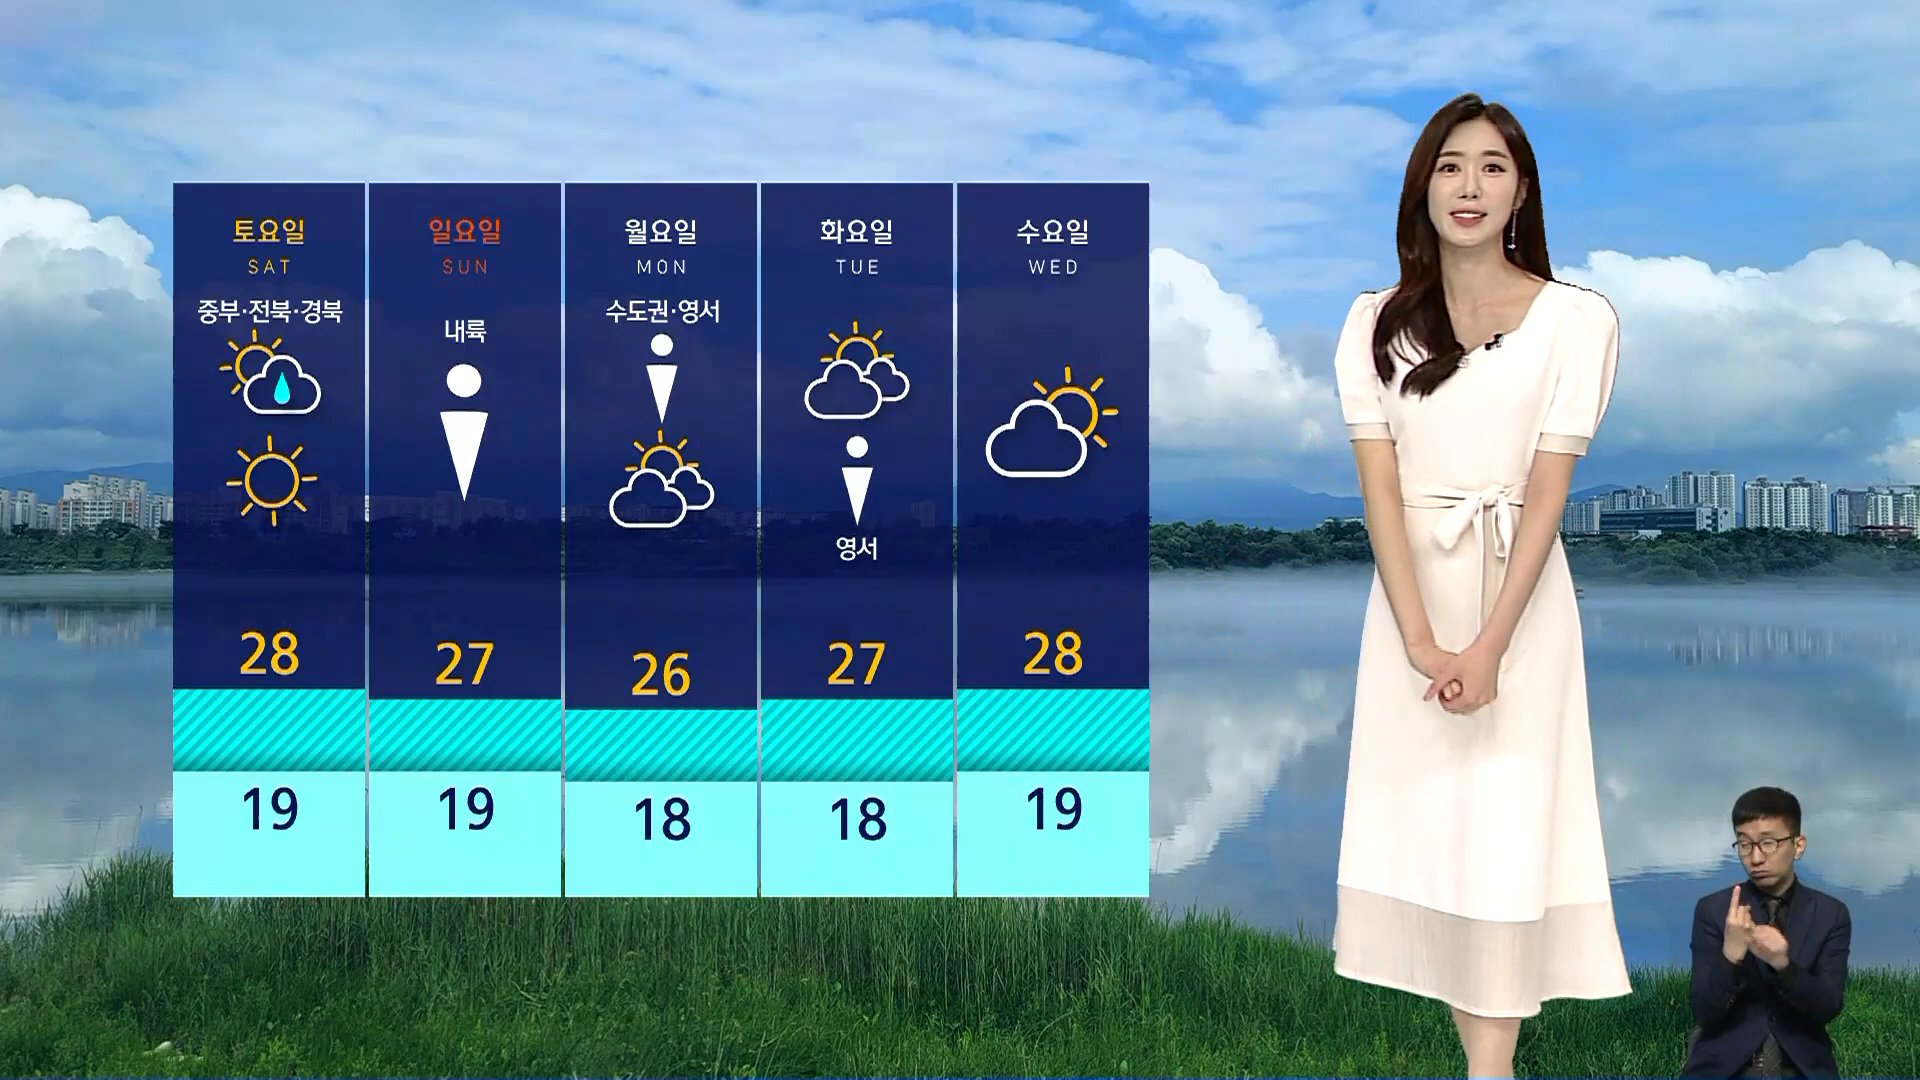 토요일
SAT
중부·전북·경북
28
19
일요일
SUN
내륙
27
19
월요일
MON
수도권·영서
26
18
화요일
TUE
영서
27
18
수요일
WED
28
19